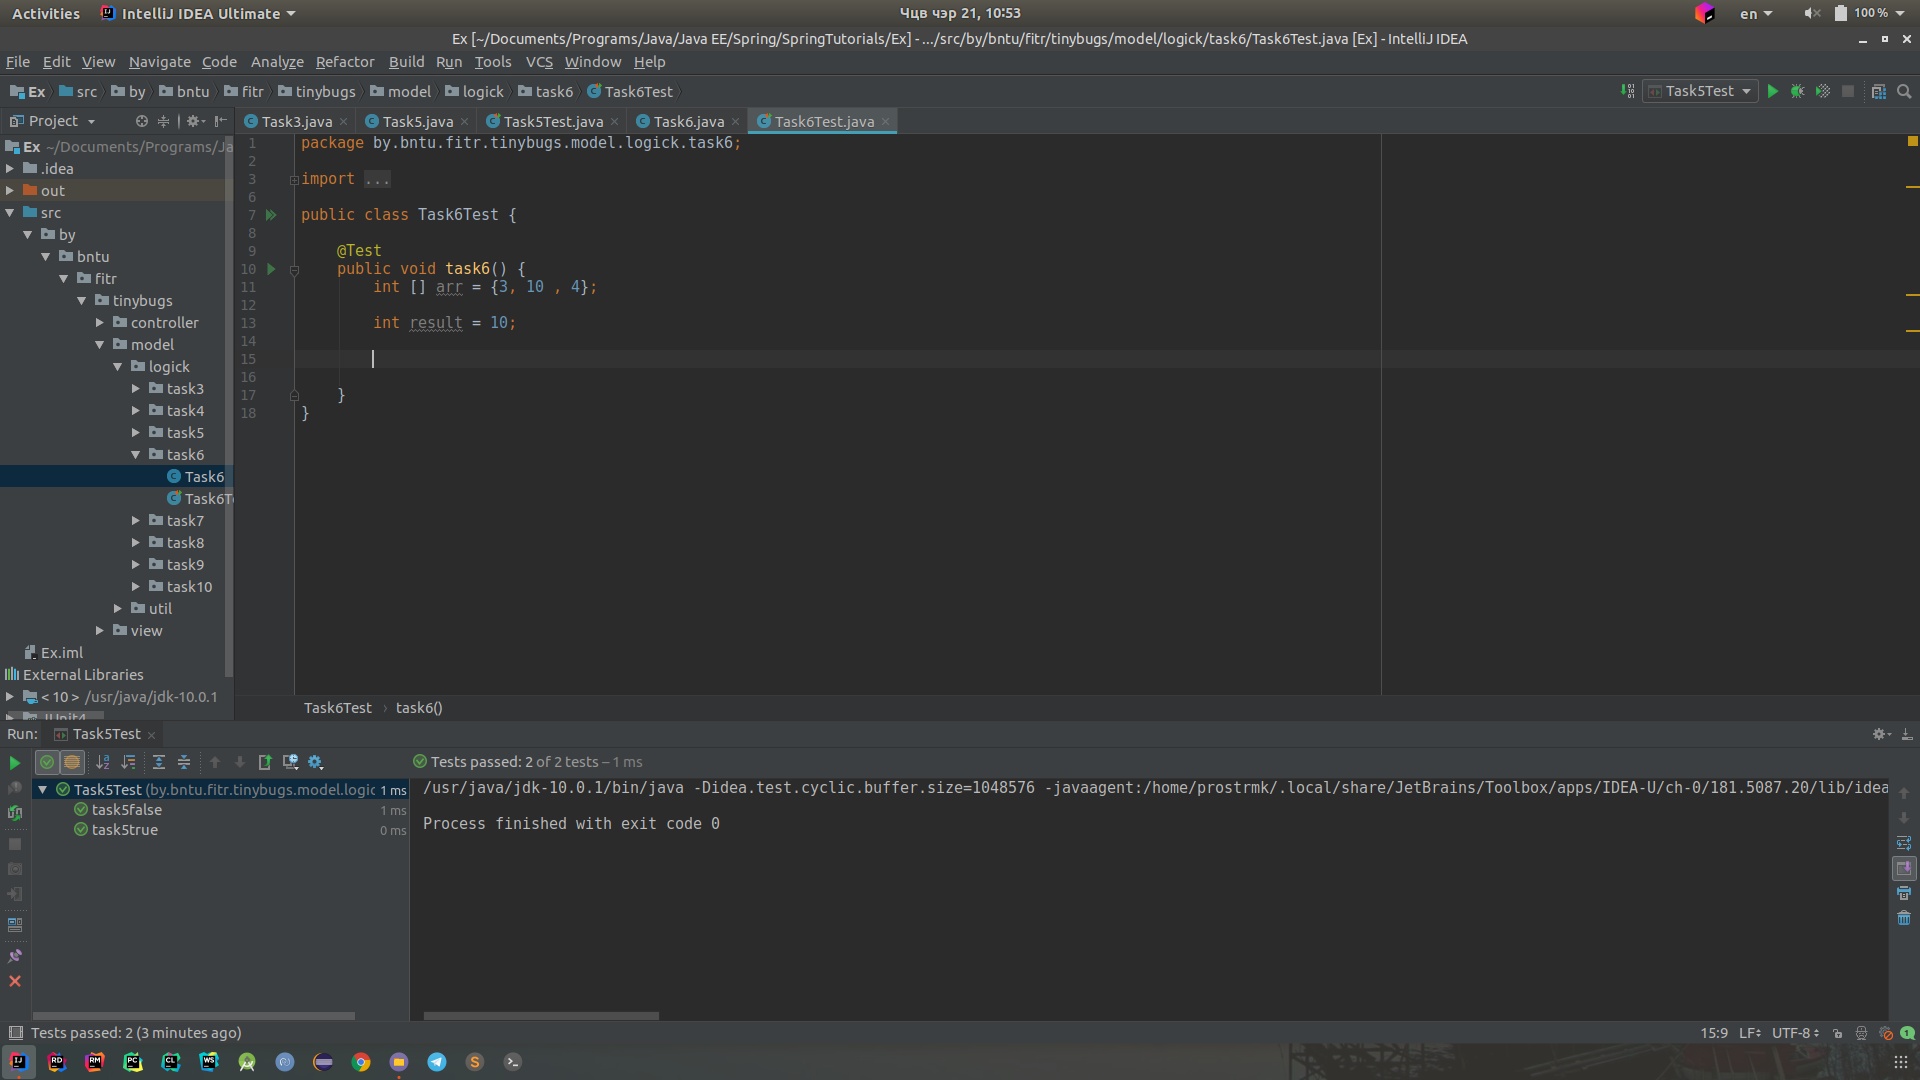 Activities IntelliJ IDEA Ultimate Чцв чэр 21, 10:53 en 100 %
Ex [~/Documents/Programs/Java/Java EE/Spring/SpringTutorials/Ex] - .../src/by/bntu/fitr/tinybugs/model/logick/task6/Task6Test.java [Ex] - IntelliJ IDEA
File Edit View Navigate Code Analyze Refactor Build Run Tools VCS Window Help
Ex src by bntu fitr tinybugs model logick task6 Task6Test Task5Test
Project Task3.java Task5.java Task5Test.java Task6.java Task6Test.java
Ex ~/Documents/Programs/Ja
.idea
out
src
by
bntu
fitr
tinybugs
controller
model
logick
task3
task4
task5
task6
Task6
Task6T
task7
task8
task9
task10
util
view
Ex.iml
External Libraries
< 10 > /usr/java/jdk-10.0.1
JUnit4
1 package by.bntu.fitr.tinybugs.model.logick.task6;
2
3 import ...
6
7 public class Task6Test {
8
9 @Test
10 public void task6() {
11 int [] arr = {3, 10 , 4};
12
13 int result = 10;
14
15
16
17 }
18 }
Task6Test › task6()
Run: Task5Test
Tests passed: 2 of 2 tests – 1 ms
Task5Test (by.bntu.fitr.tinybugs.model.logic 1 ms
task5false 1 ms
task5true 0 ms
/usr/java/jdk-10.0.1/bin/java -Didea.test.cyclic.buffer.size=1048576 -javaagent:/home/prostrmk/.local/share/JetBrains/Toolbox/apps/IDEA-U/ch-0/181.5087.20/lib/idea
Process finished with exit code 0
Tests passed: 2 (3 minutes ago) 15:9 LF UTF-8 1
IJ RD RM PC CL WS S